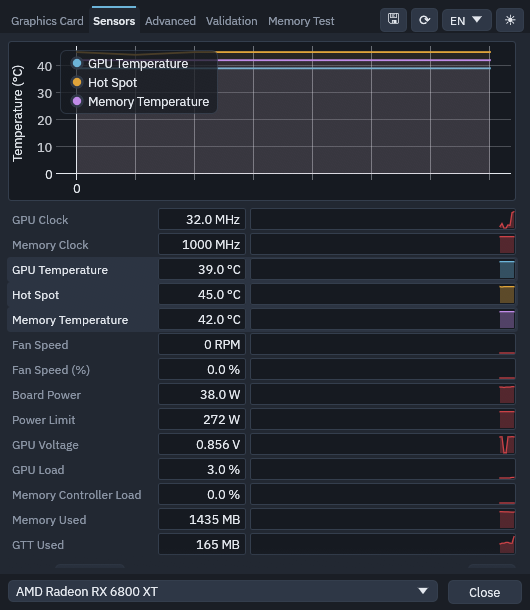 Graphics Card Sensors Advanced Validation Memory Test EN
Temperature (°C)
40
30
20
10
0
0
GPU Temperature
Hot Spot
Memory Temperature
GPU Clock 32.0 MHz
Memory Clock 1000 MHz
GPU Temperature 39.0 °C
Hot Spot 45.0 °C
Memory Temperature 42.0 °C
Fan Speed 0 RPM
Fan Speed (%) 0.0 %
Board Power 38.0 W
Power Limit 272 W
GPU Voltage 0.856 V
GPU Load 3.0 %
Memory Controller Load 0.0 %
Memory Used 1435 MB
GTT Used 165 MB
AMD Radeon RX 6800 XT Close